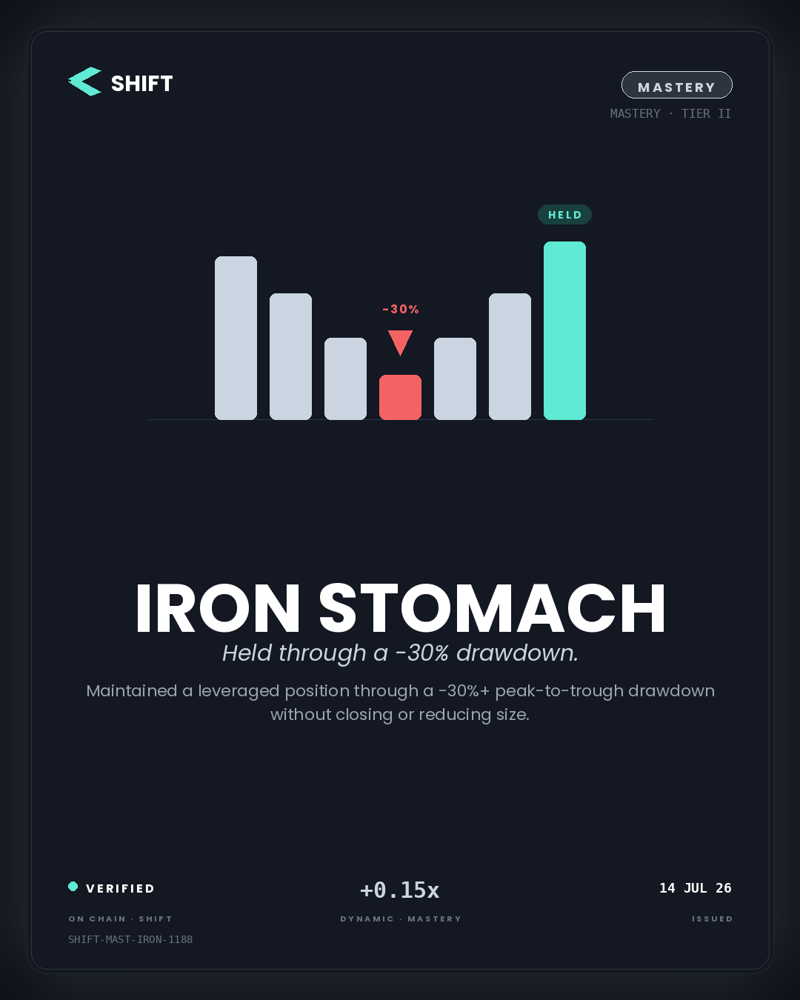 SHIFT
MASTERY
MASTERY · TIER II
HELD
-30%
IRON STOMACH
Held through a -30% drawdown.
Maintained a leveraged position through a -30%+ peak-to-trough drawdown
without closing or reducing size.
VERIFIED
ON CHAIN · SHIFT
SHIFT-MAST-IRON-1188
+0.15x
DYNAMIC · MASTERY
14 JUL 26
ISSUED